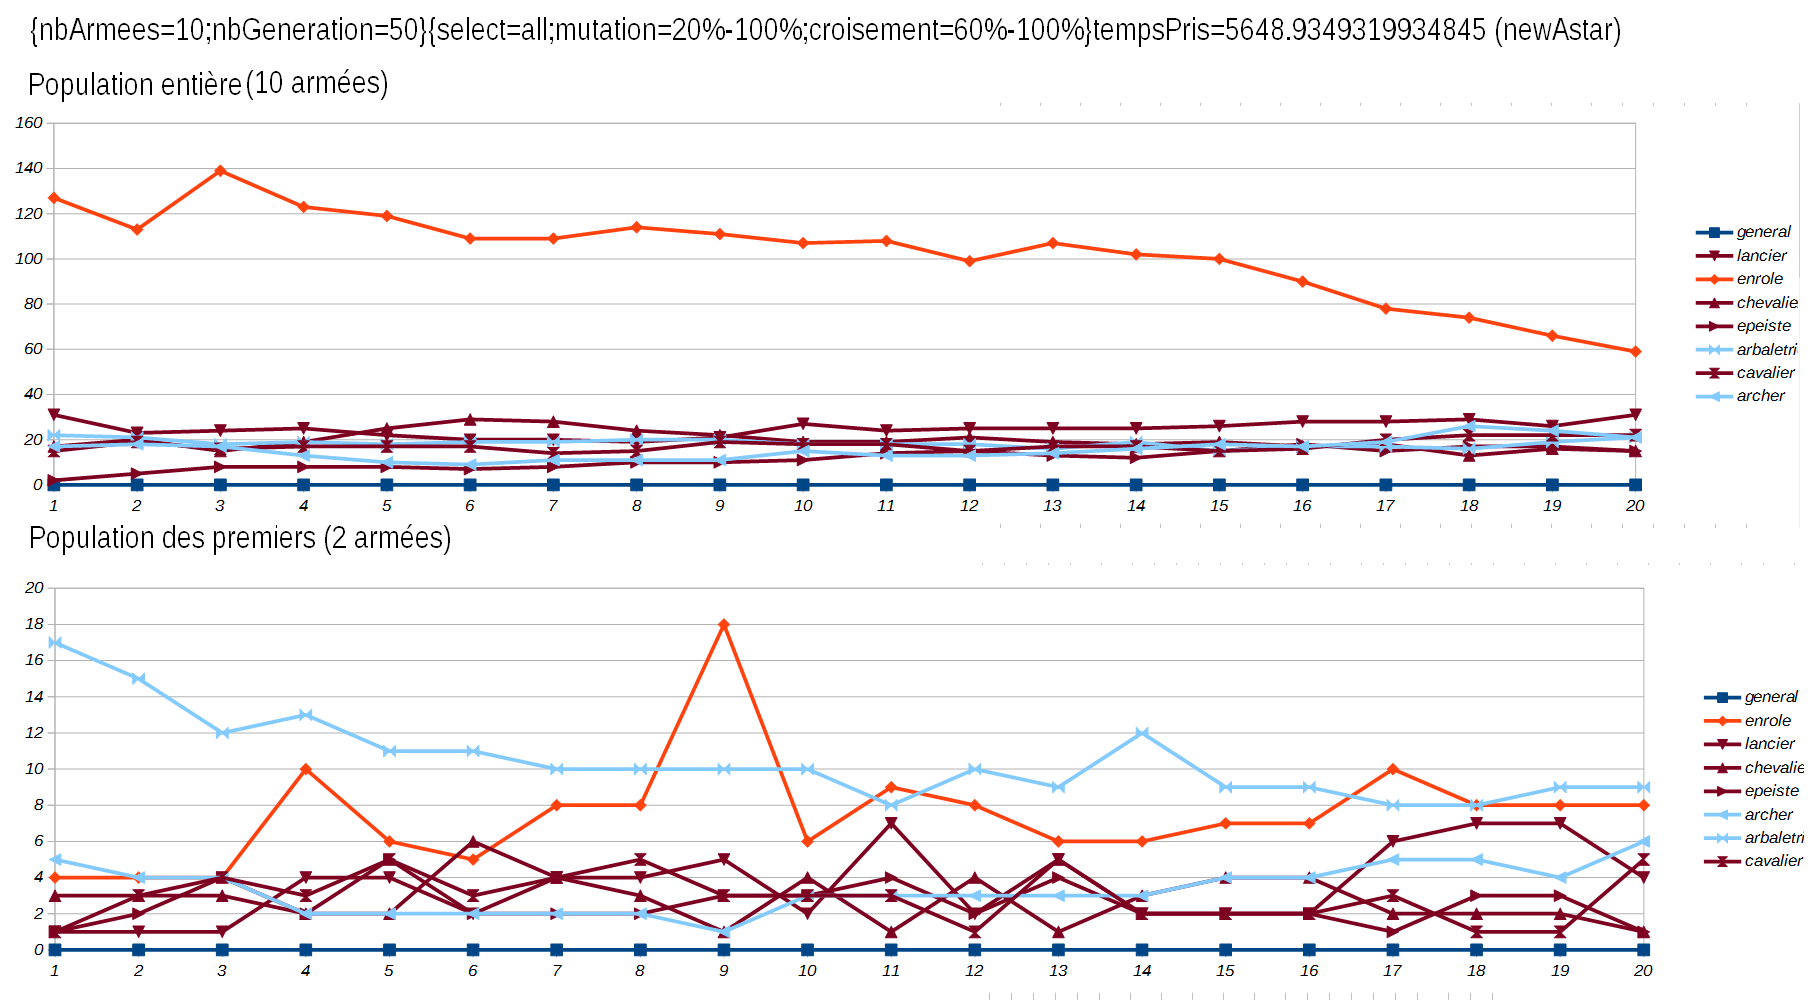 {nbArmees=10;nbGeneration=50}{select=all;mutation=20%-100%;croisement=60%-100%}tempsPris=5648.9349319934845 (newAstar)
Population entière(10 armées)
160
140
120
100
80
60
40
20
0
1 2 3 4 5 6 7 8 9 10 11 12 13 14 15 16 17 18 19 20
general
lancier
enrole
chevalie
epeiste
arbaletri
cavalier
archer
Population des premiers (2 armées)
20
18
16
14
12
10
8
6
4
2
0
1 2 3 4 5 6 7 8 9 10 11 12 13 14 15 16 17 18 19 20
general
enrole
lancier
chevalie
epeiste
archer
arbaletri
cavalier